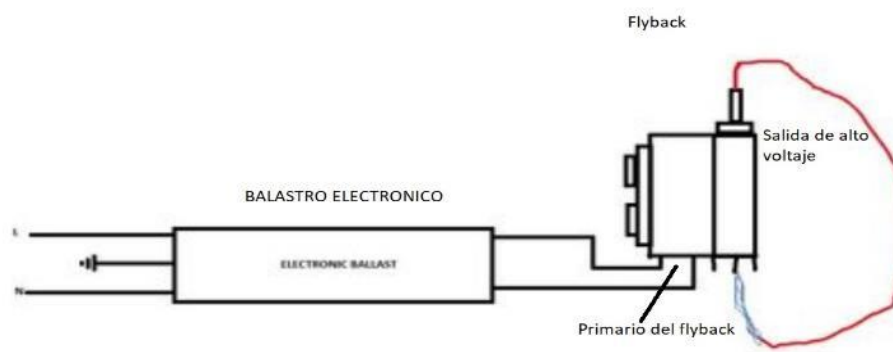 Flyback
Salida de alto
voltaje
BALASTRO ELECTRONICO
L
ELECTRONIC BALLAST
N
Primario del flyback